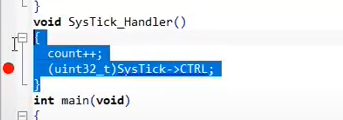 }
void SysTick_Handler()
{
count++;
(uint32_t)SysTick->CTRL;
}
int main(void)
{